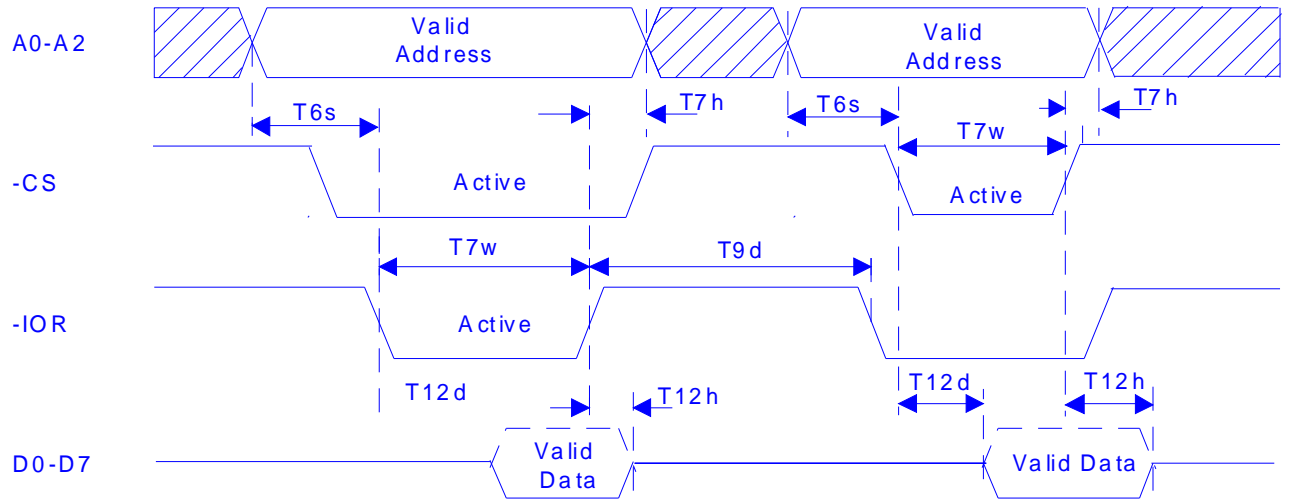 A0-A2
Valid
Address
Valid
Address
T6s
T7h
T6s
T7h
T7w
-CS
Active
Active
T7w
T9d
-IOR
Active
T12d
T12h
T12d
T12h
D0-D7
Valid
Data
Valid Data